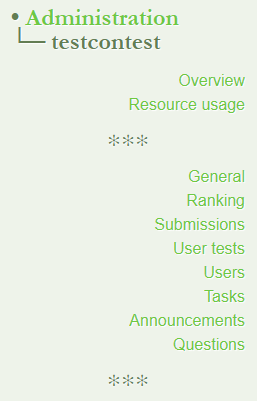 • Administration
└─ testcontest
Overview
Resource usage
***
General
Ranking
Submissions
User tests
Users
Tasks
Announcements
Questions
***